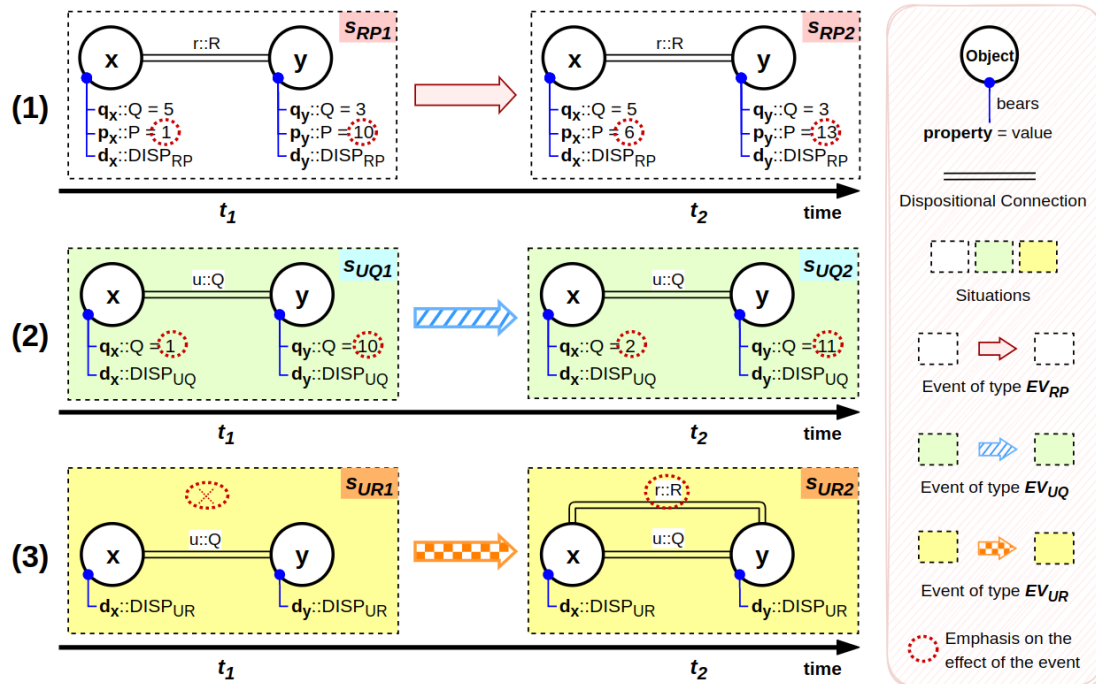 (1)
s_RP1
x
r::R
y
q_x::Q = 5
p_x::P = 1
d_x::DISP_RP
q_y::Q = 3
p_y::P = 10
d_y::DISP_RP
s_RP2
x
r::R
y
q_x::Q = 5
p_x::P = 6
d_x::DISP_RP
q_y::Q = 3
p_y::P = 13
d_y::DISP_RP
t_1
t_2
time
(2)
s_UQ1
x
u::Q
y
q_x::Q = 1
d_x::DISP_UQ
q_y::Q = 10
d_y::DISP_UQ
s_UQ2
x
u::Q
y
q_x::Q = 2
d_x::DISP_UQ
q_y::Q = 11
d_y::DISP_UQ
t_1
t_2
time
(3)
s_UR1
x
u::Q
y
d_x::DISP_UR
d_y::DISP_UR
s_UR2
r::R
x
u::Q
y
d_x::DISP_UR
d_y::DISP_UR
t_1
t_2
time
Object
bears
property = value
Dispositional Connection
Situations
Event of type EV_RP
Event of type EV_UQ
Event of type EV_UR
Emphasis on the
effect of the event